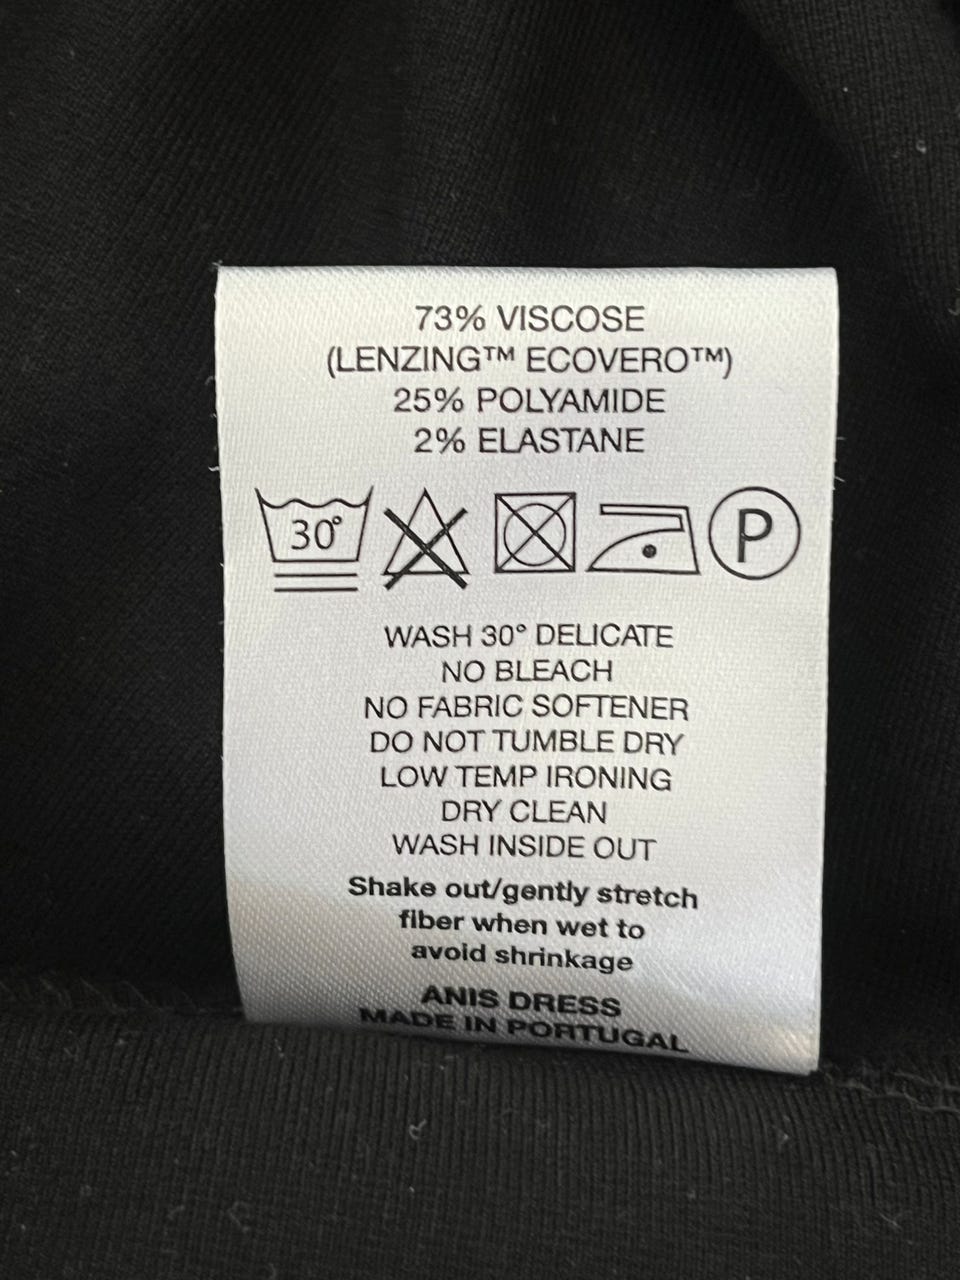 73% VISCOSE
(LENZING™ ECOVERO™)
25% POLYAMIDE
2% ELASTANE
30° P
WASH 30° DELICATE
NO BLEACH
NO FABRIC SOFTENER
DO NOT TUMBLE DRY
LOW TEMP IRONING
DRY CLEAN
WASH INSIDE OUT
Shake out/gently stretch
fiber when wet to
avoid shrinkage
ANIS DRESS
MADE IN PORTUGAL